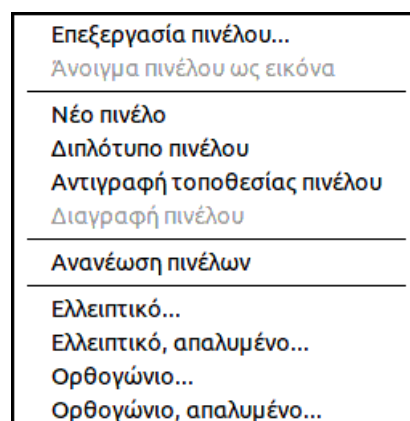 Επεξεργασία πινέλου...
Άνοιγμα πινέλου ως εικόνα
Νέο πινέλο
Διπλότυπο πινέλου
Αντιγραφή τοποθεσίας πινέλου
Διαγραφή πινέλου
Ανανέωση πινέλων
Ελλειπτικό...
Ελλειπτικό, απαλυμένο...
Ορθογώνιο...
Ορθογώνιο, απαλυμένο...